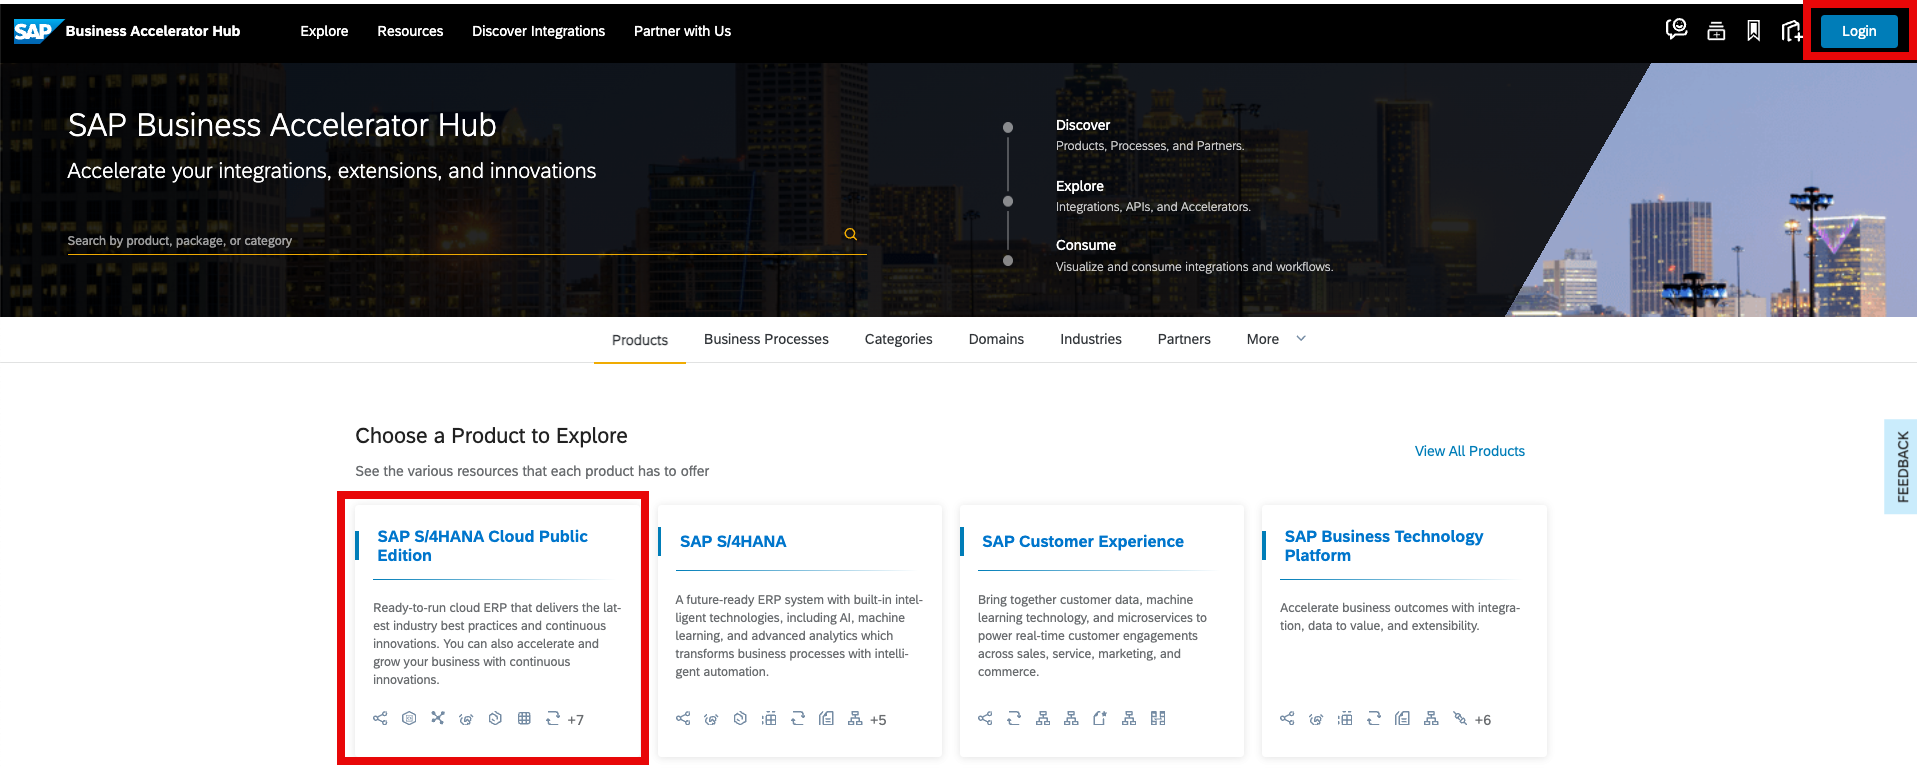 SAP Business Accelerator Hub
Explore
Resources
Discover Integrations
Partner with Us
Login
SAP Business Accelerator Hub
Accelerate your integrations, extensions, and innovations
Search by product, package, or category
Discover
Products, Processes, and Partners.
Explore
Integrations, APIs, and Accelerators.
Consume
Visualize and consume integrations and workflows.
Products
Business Processes
Categories
Domains
Industries
Partners
More
Choose a Product to Explore
See the various resources that each product has to offer
View All Products
FEEDBACK
SAP S/4HANA Cloud Public
Edition
Ready-to-run cloud ERP that delivers the lat-
est industry best practices and continuous
innovations. You can also accelerate and
grow your business with continuous
innovations.
+7
SAP S/4HANA
A future-ready ERP system with built-in intel-
ligent technologies, including AI, machine
learning, and advanced analytics which
transforms business processes with intelli-
gent automation.
+5
SAP Customer Experience
Bring together customer data, machine
learning technology, and microservices to
power real-time customer engagements
across sales, service, marketing, and
commerce.
SAP Business Technology
Platform
Accelerate business outcomes with integra-
tion, data to value, and extensibility.
+6